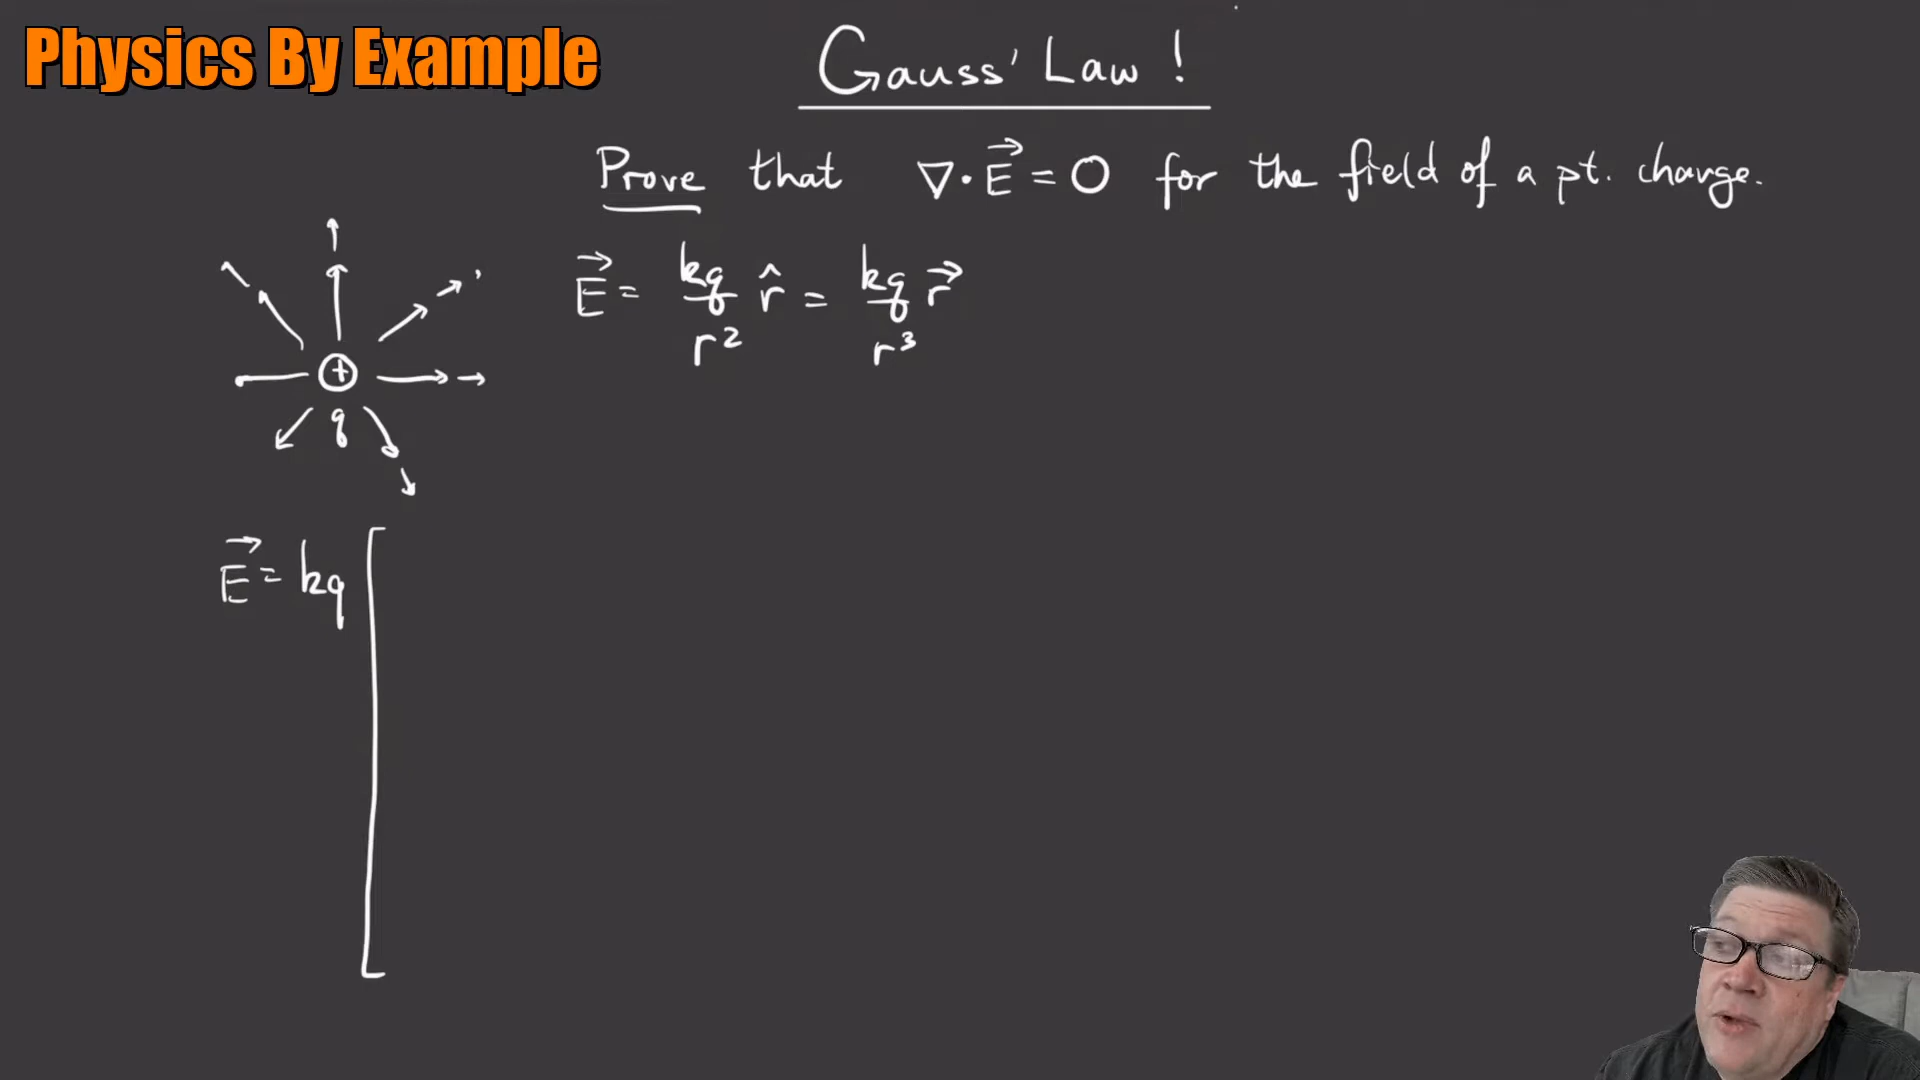 Physics By Example
Gauss' Law !
Prove that ∇·E⃗ = 0 for the field of a pt. charge.
E⃗ = kq/r² r̂ = kq/r³ r⃗
+
q
E⃗ = kq [